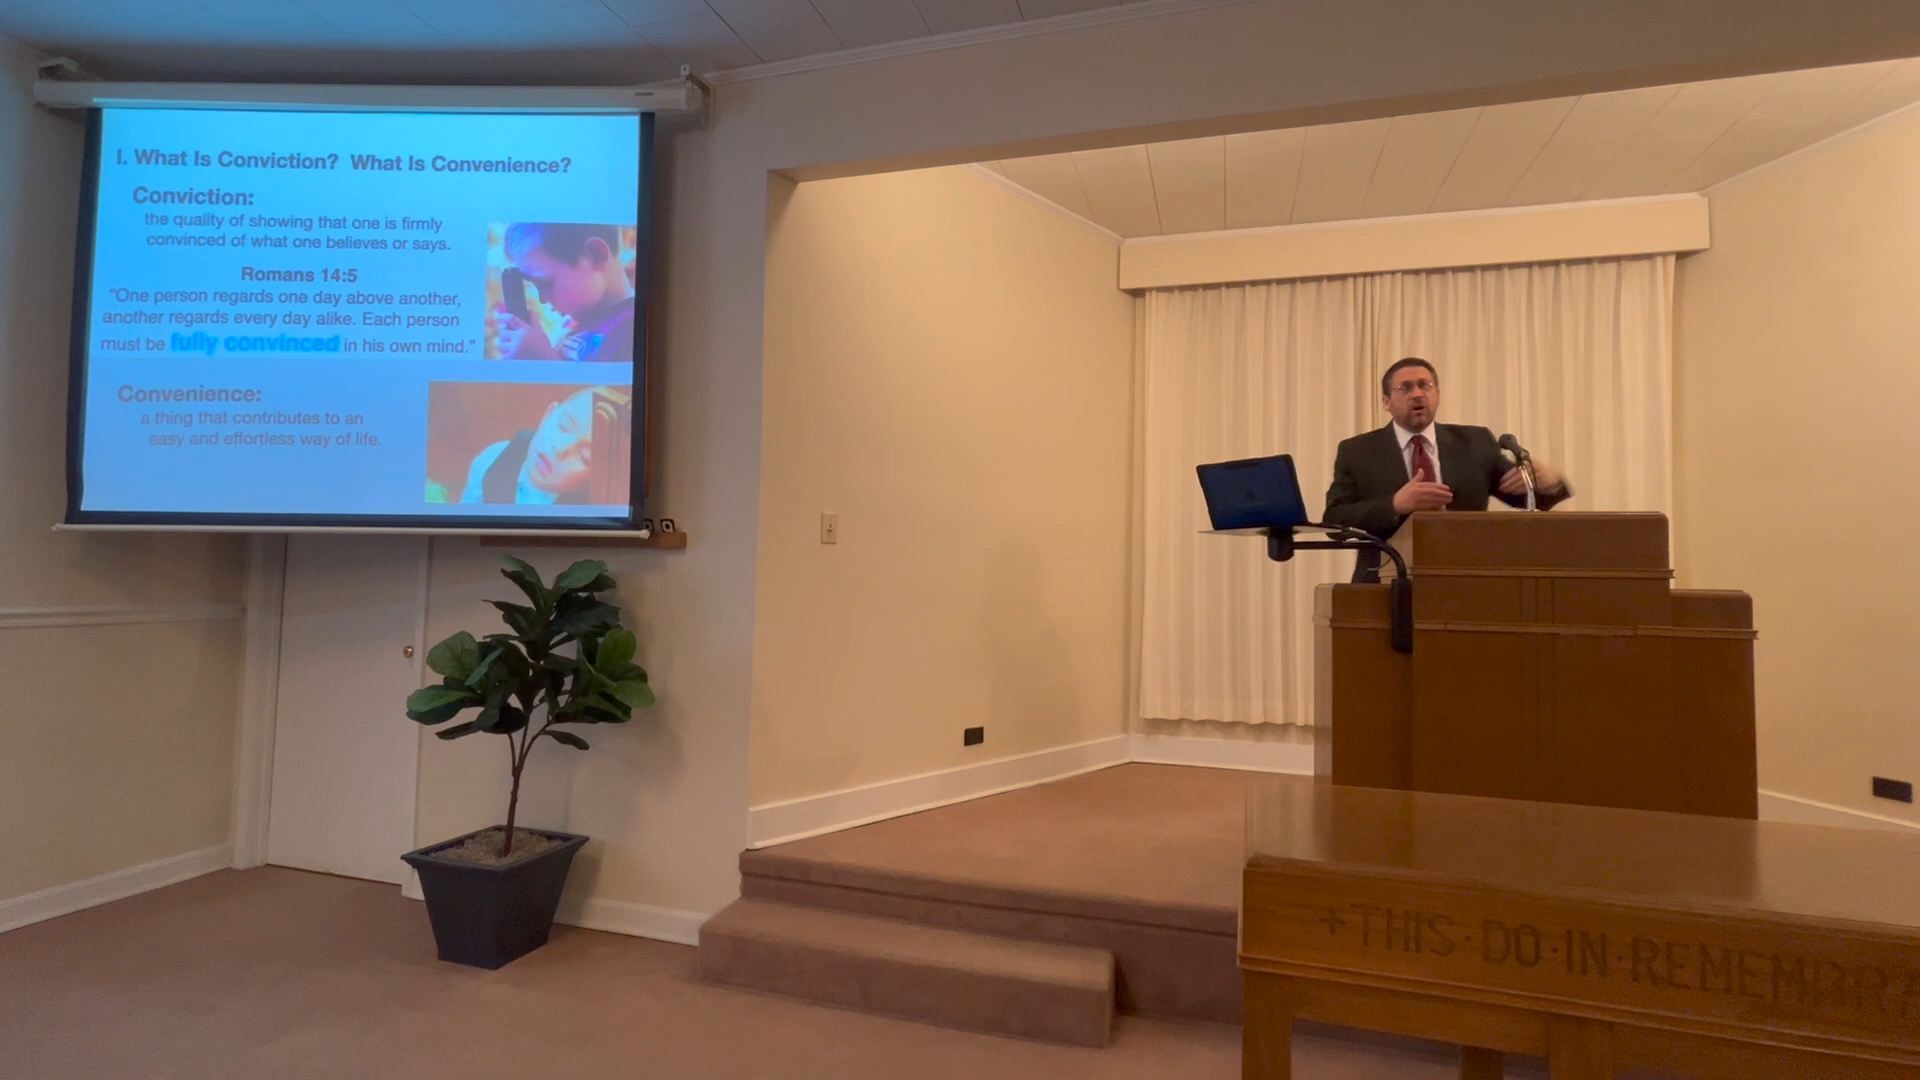 I. What Is Conviction?  What Is Convenience?
Conviction:
the quality of showing that one is firmly
convinced of what one believes or says.
Romans 14:5
“One person regards one day above another,
another regards every day alike. Each person
must be fully convinced in his own mind.”
Convenience:
a thing that contributes to an
easy and effortless way of life.
+THIS·DO·IN·REMEMBRA